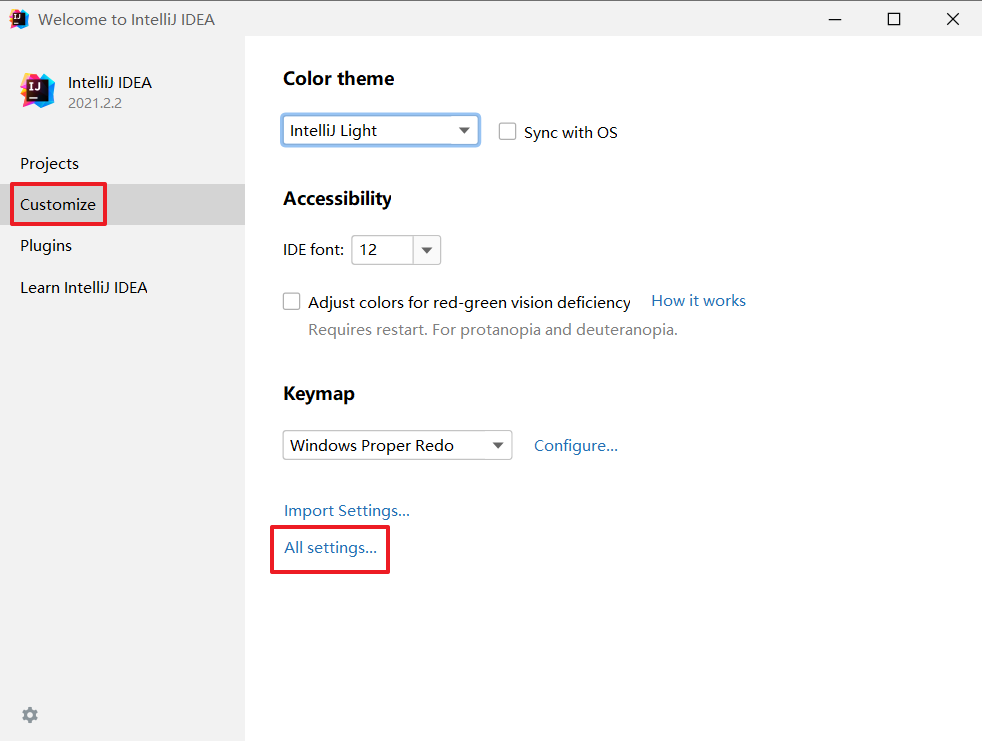 Welcome to IntelliJ IDEA
IntelliJ IDEA
2021.2.2
Projects
Customize
Plugins
Learn IntelliJ IDEA
Color theme
IntelliJ Light
Sync with OS
Accessibility
IDE font: 12
Adjust colors for red-green vision deficiency How it works
Requires restart. For protanopia and deuteranopia.
Keymap
Windows Proper Redo Configure...
Import Settings...
All settings...